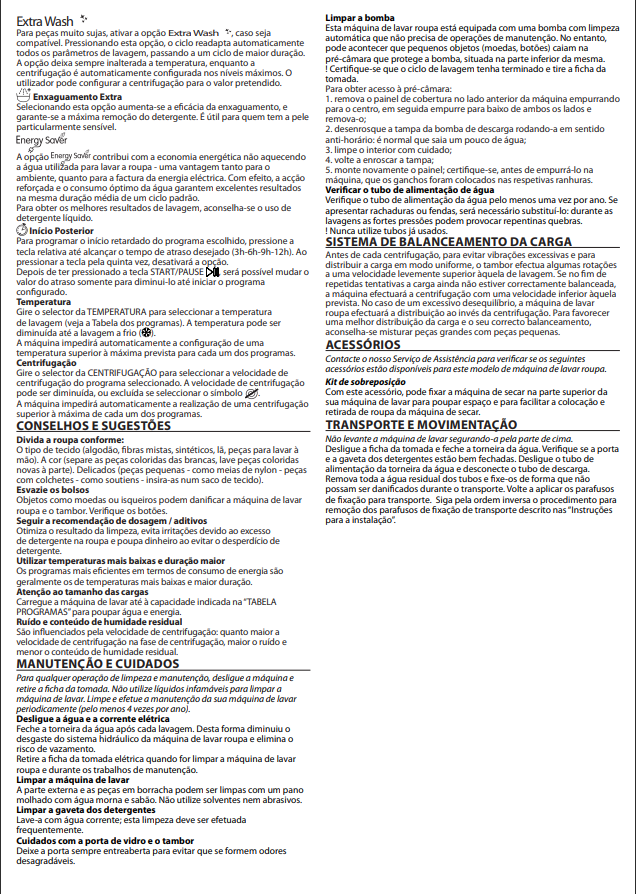 Extra Wash
Para peças muito sujas, ativar a opção Extra Wash , caso seja
compatível. Pressionando esta opção, o ciclo readapta automaticamente
todos os parâmetros de lavagem, passando a um ciclo de maior duração.
A opção deixa sempre inalterada a temperatura, enquanto a
centrifugação é automaticamente configurada nos níveis máximos. O
utilizador pode configurar a centrifugação para o valor pretendido.
Enxaguamento Extra
Selecionando esta opção aumenta-se a eficácia da enxaguamento, e
garante-se a máxima remoção do detergente. É útil para quem tem a pele
particularmente sensível.
Energy Saver
A opção Energy Saver contribui com a economia energética não aquecendo
a água utilizada para lavar a roupa - uma vantagem tanto para o
ambiente, quanto para a factura da energia eléctrica. Com efeito, a acção
reforçada e o consumo óptimo da água garantem excelentes resultados
na mesma duração média de um ciclo padrão.
Para obter os melhores resultados de lavagem, aconselha-se o uso de
detergente líquido.
Início Posterior
Para programar o início retardado do programa escolhido, pressione a
tecla relativa até alcançar o tempo de atraso desejado (3h-6h-9h-12h). Ao
pressionar a tecla pela quinta vez, desativará a opção.
Depois de ter pressionado a tecla START/PAUSE , será possível mudar o
valor do atraso somente para diminui-lo até iniciar o programa
configurado.
Temperatura
Gire o selector da TEMPERATURA para seleccionar a temperatura
de lavagem (veja a Tabela dos programas). A temperatura pode ser
diminuída até a lavagem a frio ( ).
A máquina impedirá automaticamente a configuração de uma
temperatura superior à máxima prevista para cada um dos programas.
Centrifugação
Gire o selector da CENTRIFUGAÇÃO para seleccionar a velocidade de
centrifugação do programa seleccionado. A velocidade de centrifugação
pode ser diminuída, ou excluída se seleccionar o símbolo .
A máquina impedirá automaticamente a realização de uma centrifugação
superior à máxima de cada um dos programas.
CONSELHOS E SUGESTÕES
Divida a roupa conforme:
O tipo de tecido (algodão, fibras mistas, sintéticos, lã, peças para lavar à
mão). A cor (separe as peças coloridas das brancas, lave peças coloridas
novas à parte). Delicados (peças pequenas - como meias de nylon - peças
com colchetes - como soutiens - insira-as num saco de tecido).
Esvazie os bolsos
Objetos como moedas ou isqueiros podem danificar a máquina de lavar
roupa e o tambor. Verifique os botões.
Seguir a recomendação de dosagem / aditivos
Otimiza o resultado da limpeza, evita irritações devido ao excesso
de detergente na roupa e poupa dinheiro ao evitar o desperdício de
detergente.
Utilizar temperaturas mais baixas e duração maior
Os programas mais eficientes em termos de consumo de energia são
geralmente os de temperaturas mais baixas e maior duração.
Atenção ao tamanho das cargas
Carregue a máquina de lavar até à capacidade indicada na “TABELA
PROGRAMAS” para poupar água e energia.
Ruído e conteúdo de humidade residual
São influenciados pela velocidade de centrifugação: quanto maior a
velocidade de centrifugação na fase de centrifugação, maior o ruído e
menor o conteúdo de humidade residual.
MANUTENÇÃO E CUIDADOS
Para qualquer operação de limpeza e manutenção, desligue a máquina e
retire a ficha da tomada. Não utilize líquidos infamáveis para limpar a
máquina de lavar. Limpe e efetue a manutenção da sua máquina de lavar
periodicamente (pelo menos 4 vezes por ano).
Desligue a água e a corrente elétrica
Feche a torneira da água após cada lavagem. Desta forma diminuiu o
desgaste do sistema hidráulico da máquina de lavar roupa e elimina o
risco de vazamento.
Retire a ficha da tomada elétrica quando for limpar a máquina de lavar
roupa e durante os trabalhos de manutenção.
Limpar a máquina de lavar
A parte externa e as peças em borracha podem ser limpas com um pano
molhado com água morna e sabão. Não utilize solventes nem abrasivos.
Limpar a gaveta dos detergentes
Lave-a com água corrente; esta limpeza deve ser efetuada
frequentemente.
Cuidados com a porta de vidro e o tambor
Deixe a porta sempre entreaberta para evitar que se formem odores
desagradáveis.
Limpar a bomba
Esta máquina de lavar roupa está equipada com uma bomba com limpeza
automática que não precisa de operações de manutenção. No entanto,
pode acontecer que pequenos objetos (moedas, botões) caiam na
pré-câmara que protege a bomba, situada na parte inferior da mesma.
! Certifique-se que o ciclo de lavagem tenha terminado e tire a ficha da
tomada.
Para obter acesso à pré-câmara:
1. remova o painel de cobertura no lado anterior da máquina empurrando
para o centro, em seguida empurre para baixo de ambos os lados e
remova-o;
2. desenrosque a tampa da bomba de descarga rodando-a em sentido
anti-horário: é normal que saia um pouco de água;
3. limpe o interior com cuidado;
4. volte a enroscar a tampa;
5. monte novamente o painel; certifique-se, antes de empurrá-lo na
máquina, que os ganchos foram colocados nas respetivas ranhuras.
Verificar o tubo de alimentação de água
Verifique o tubo de alimentação da água pelo menos uma vez por ano. Se
apresentar rachaduras ou fendas, será necessário substituí-lo: durante as
lavagens as fortes pressões podem provocar repentinas quebras.
! Nunca utilize tubos já usados.
SISTEMA DE BALANCEAMENTO DA CARGA
Antes de cada centrifugação, para evitar vibrações excessivas e para
distribuir a carga em modo uniforme, o tambor efectua algumas rotações
a uma velocidade levemente superior àquela de lavagem. Se no fim de
repetidas tentativas a carga ainda não estiver correctamente balanceada,
a máquina efectuará a centrifugação com uma velocidade inferior àquela
prevista. No caso de um excessivo desequilíbrio, a máquina de lavar
roupa efectuará a distribuição ao invés da centrifugação. Para favorecer
uma melhor distribuição da carga e o seu correcto balanceamento,
aconselha-se misturar peças grandes com peças pequenas.
ACESSÓRIOS
Contacte o nosso Serviço de Assistência para verificar se os seguintes
acessórios estão disponíveis para este modelo de máquina de lavar roupa.
Kit de sobreposição
Com este acessório, pode fixar a máquina de secar na parte superior da
sua máquina de lavar para poupar espaço e para facilitar a colocação e
retirada de roupa da máquina de secar.
TRANSPORTE E MOVIMENTAÇÃO
Não levante a máquina de lavar segurando-a pela parte de cima.
Desligue a ficha da tomada e feche a torneira da água. Verifique se a porta
e a gaveta dos detergentes estão bem fechadas. Desligue o tubo de
alimentação da torneira da água e desconecte o tubo de descarga.
Remova toda a água residual dos tubos e fixe-os de forma que não
possam ser danificados durante o transporte. Volte a aplicar os parafusos
de fixação para transporte. Siga pela ordem inversa o procedimento para
remoção dos parafusos de fixação de transporte descrito nas “Instruções
para a instalação”.